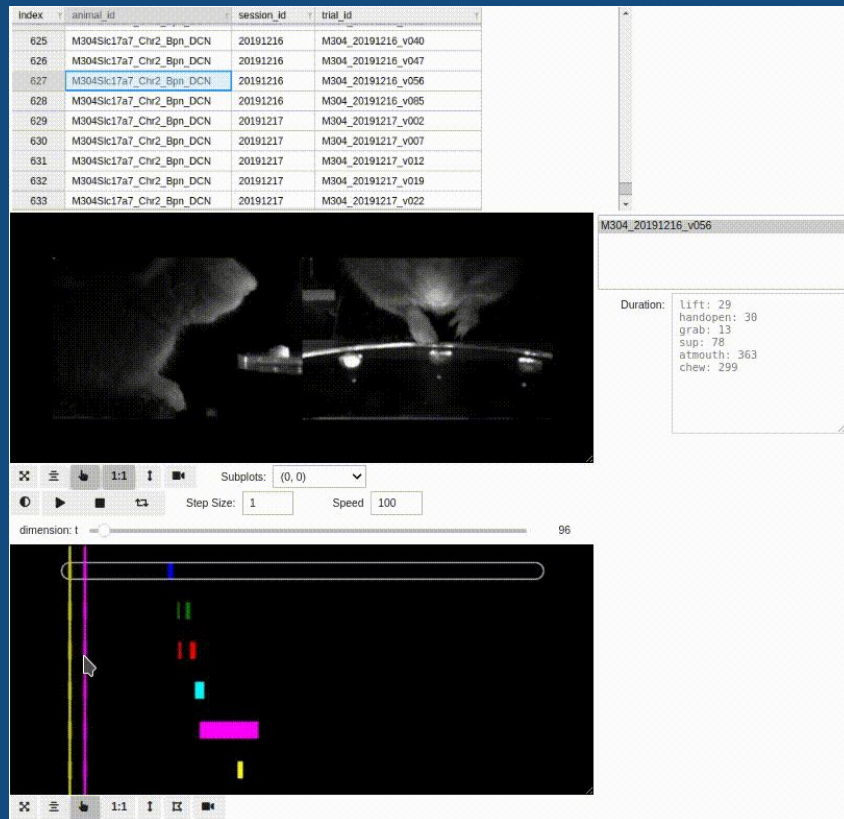 index animal_id session_id trial_id
625 M304Slc17a7_Chr2_Bpn_DCN 20191216 M304_20191216_v040
626 M304Slc17a7_Chr2_Bpn_DCN 20191216 M304_20191216_v047
627 M304Slc17a7_Chr2_Bpn_DCN 20191216 M304_20191216_v056
628 M304Slc17a7_Chr2_Bpn_DCN 20191216 M304_20191216_v085
629 M304Slc17a7_Chr2_Bpn_DCN 20191217 M304_20191217_v002
630 M304Slc17a7_Chr2_Bpn_DCN 20191217 M304_20191217_v007
631 M304Slc17a7_Chr2_Bpn_DCN 20191217 M304_20191217_v012
632 M304Slc17a7_Chr2_Bpn_DCN 20191217 M304_20191217_v019
633 M304Slc17a7_Chr2_Bpn_DCN 20191217 M304_20191217_v022
M304_20191216_v056
Duration:
lift: 29
handopen: 30
grab: 13
sup: 78
atmouth: 363
chew: 299
1:1 Subplots: (0, 0)
Step Size: 1 Speed 100
dimension: t 96
1:1